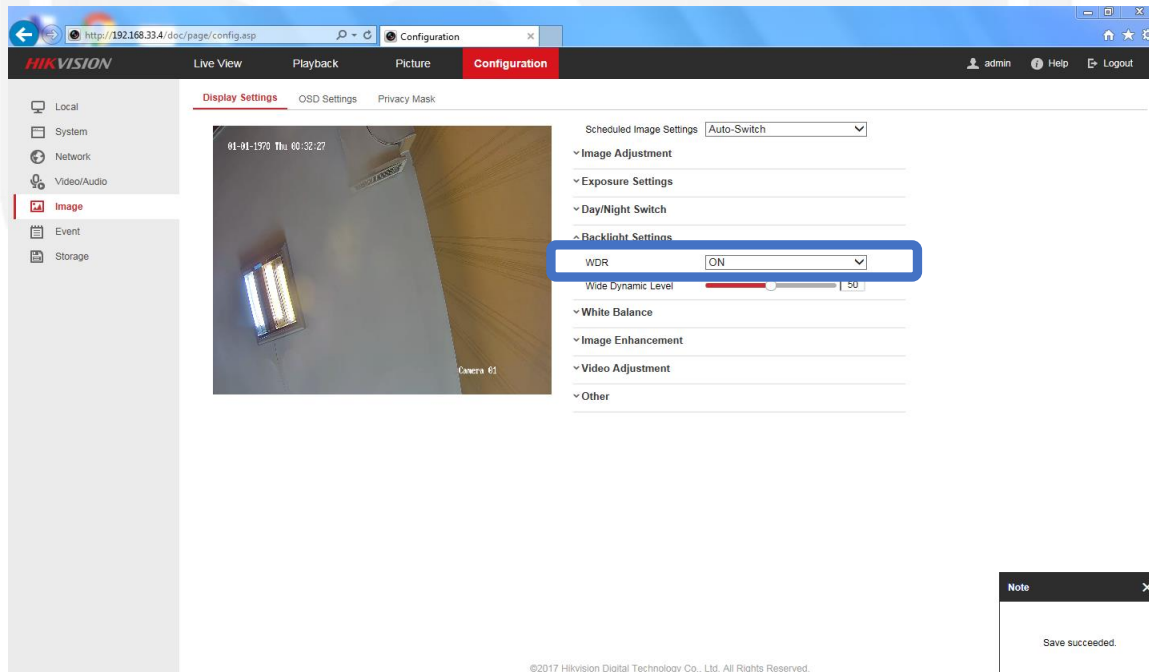 http://192.168.33.4/doc/page/config.asp
Configuration
HIKVISION
Live View Playback Picture Configuration admin Help Logout
Local
System
Network
Video/Audio
Image
Event
Storage
Display Settings OSD Settings Privacy Mask
01-01-1970 Thu 00:32:27
Camera 01
Scheduled Image Settings Auto-Switch
Image Adjustment
Exposure Settings
Day/Night Switch
Backlight Settings
WDR ON
Wide Dynamic Level 50
White Balance
Image Enhancement
Video Adjustment
Other
Note
Save succeeded.
©2017 Hikvision Digital Technology Co., Ltd. All Rights Reserved.